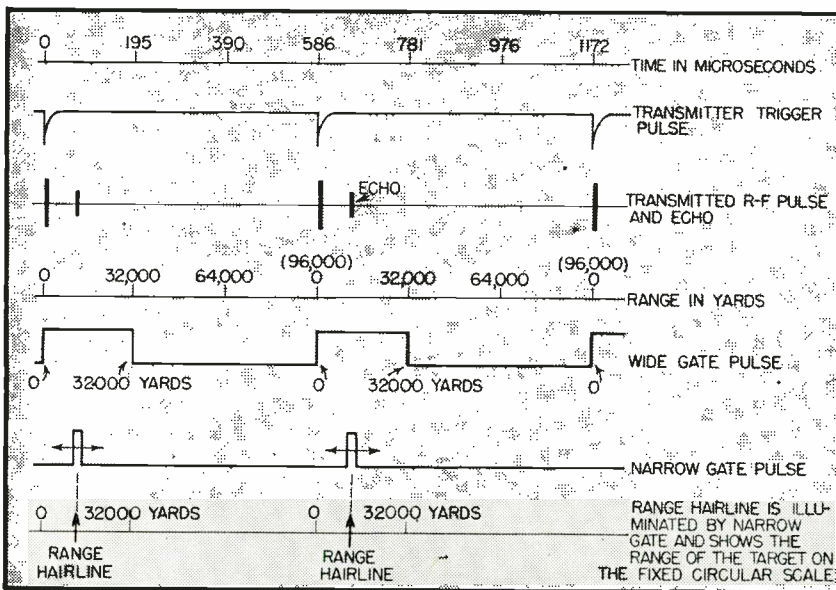 0 195 390 586 781 976 1172
TIME IN MICROSECONDS
TRANSMITTER TRIGGER
PULSE
ECHO
TRANSMITTED R-F PULSE
AND ECHO
(96,000) (96,000)
0 32,000 64,000 0 32,000 64,000 0
RANGE IN YARDS
WIDE GATE PULSE
0 32000 YARDS 0 32000 YARDS 0
NARROW GATE PULSE
0 32000 YARDS 0 32000 YARDS
RANGE HAIRLINE IS ILLU-
MINATED BY NARROW
GATE AND SHOWS THE
RANGE OF THE TARGET ON
THE FIXED CIRCULAR SCALE
RANGE
HAIRLINE
RANGE
HAIRLINE